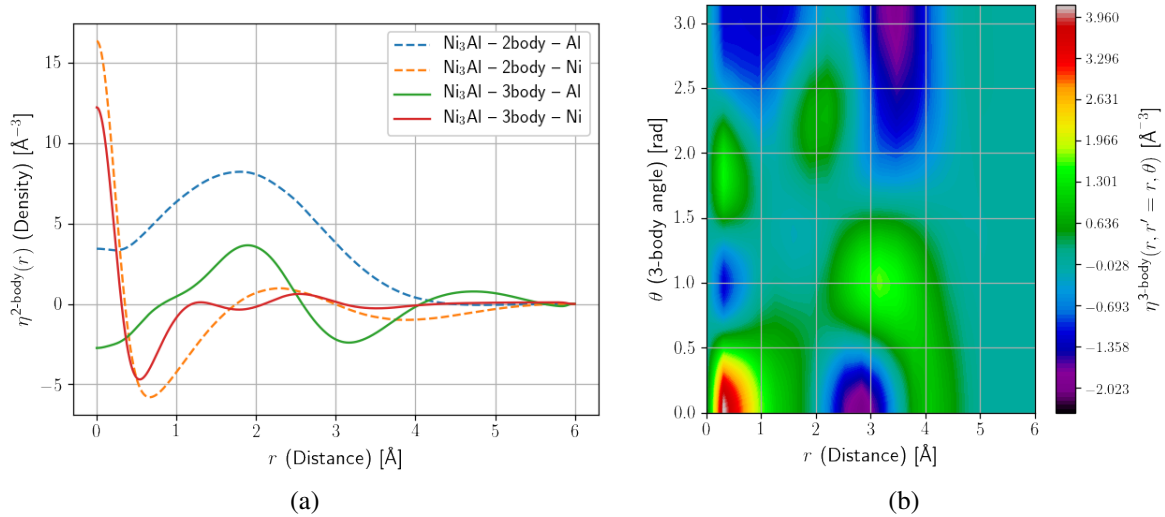 Ni₃Al – 2body – Al
Ni₃Al – 2body – Ni
Ni₃Al – 3body – Al
Ni₃Al – 3body – Ni
η^{2-body}(r) (Density) [Å⁻³]
15
10
5
0
−5
0 1 2 3 4 5 6
r (Distance) [Å]
(a)
θ (3-body angle) [rad]
3.0
2.5
2.0
1.5
1.0
0.5
0.0
0 1 2 3 4 5 6
r (Distance) [Å]
3.960
3.296
2.631
1.966
1.301
0.636
-0.028
-0.693
-1.358
-2.023
η^{3-body}(r, r′ = r, θ) [Å⁻³]
(b)